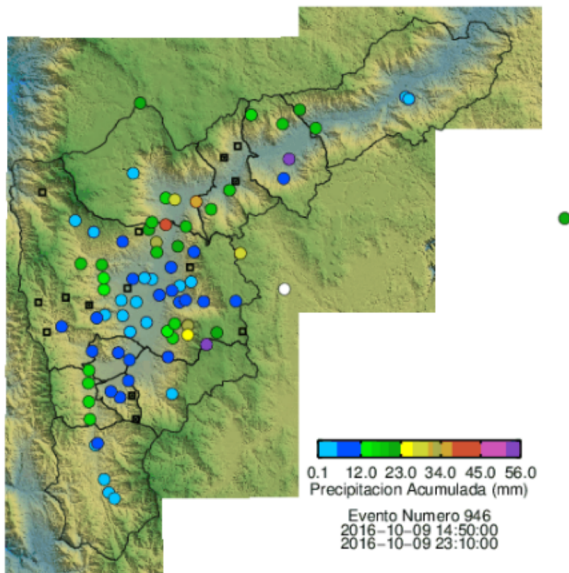 0.1 12.0 23.0 34.0 45.0 56.0
Precipitacion Acumulada (mm)
Evento Numero 946
2016-10-09 14:50:00
2016-10-09 23:10:00